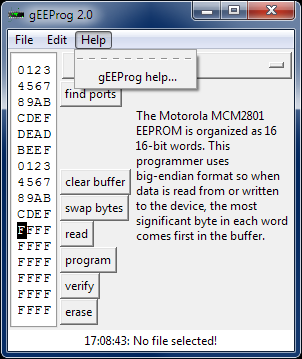 gEEProg 2.0
File Edit Help
gEEProg help...
0123
4567
89AB
CDEF
DEAD
BEEF
0123
4567
89AB
CDEF
FFFF
FFFF
FFFF
FFFF
FFFF
FFFF
find ports
clear buffer
swap bytes
read
program
verify
erase
The Motorola MCM2801
EEPROM is organized as 16
16-bit words. This
programmer uses
big-endian format so when
data is read from or written
to the device, the most
significant byte in each word
comes first in the buffer.
17:08:43: No file selected!